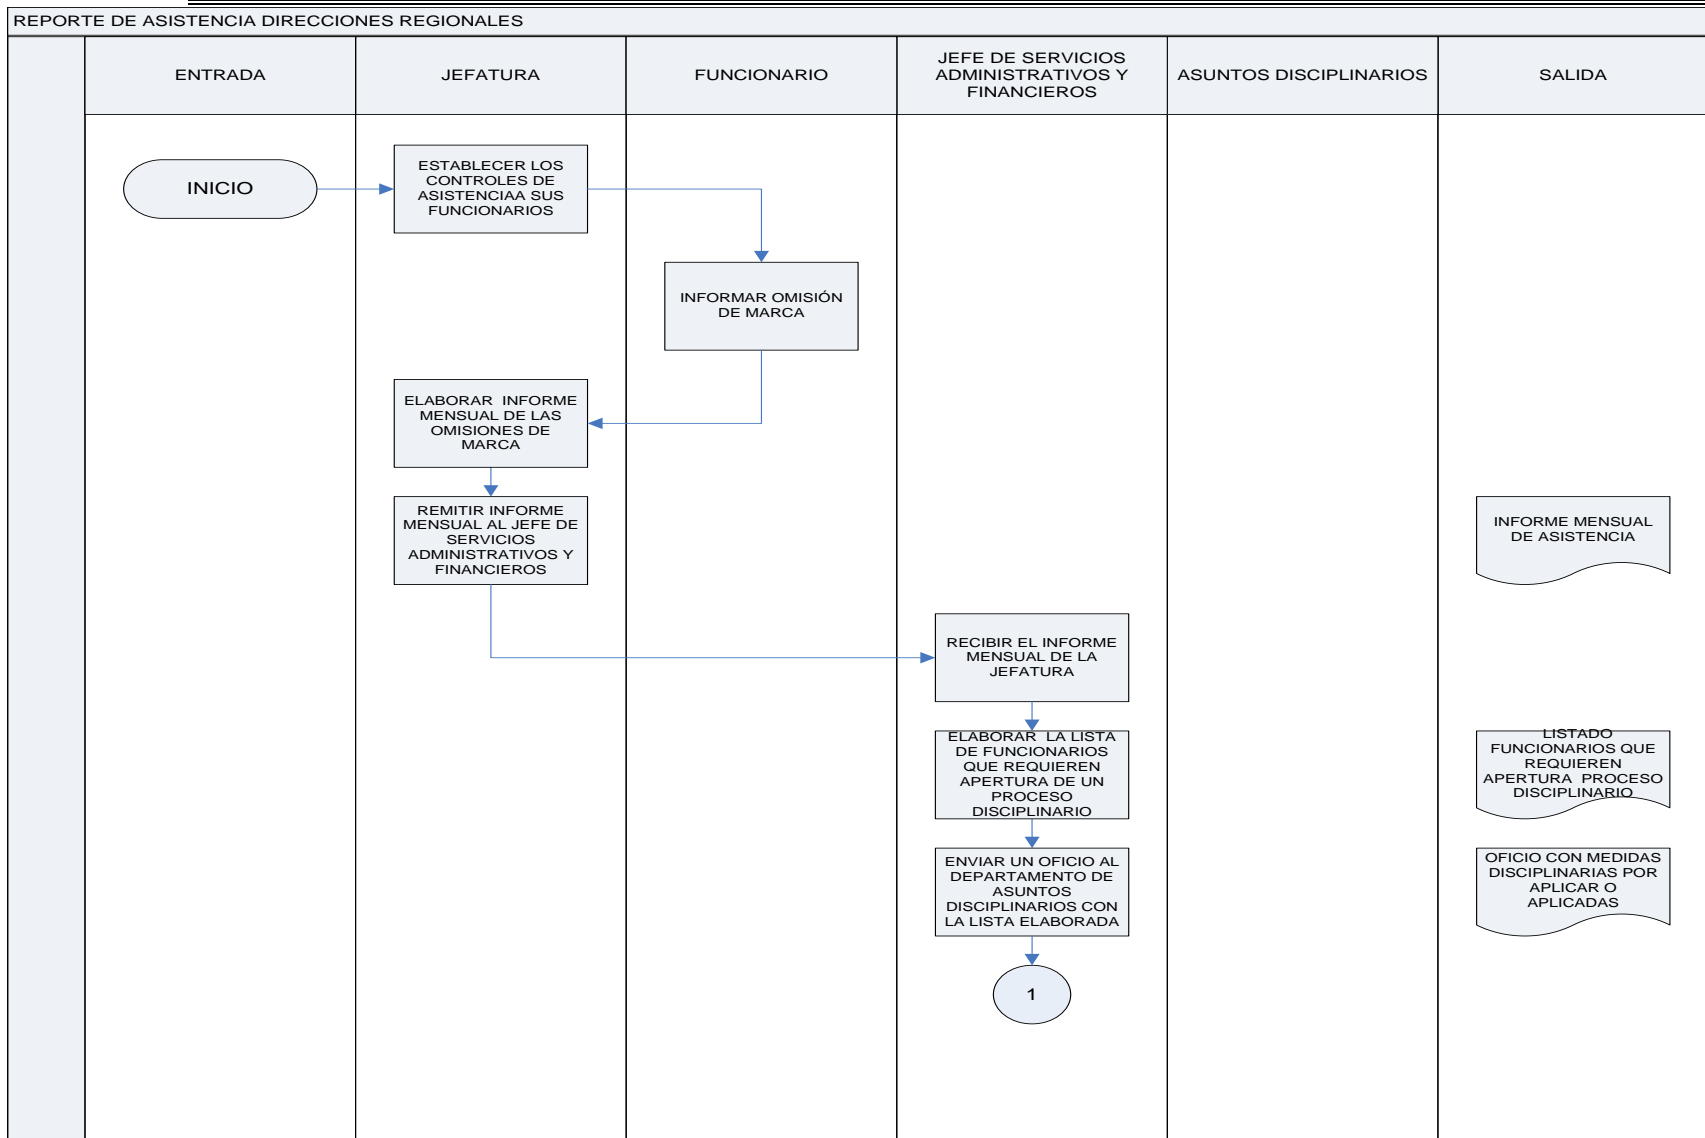 REPORTE DE ASISTENCIA DIRECCIONES REGIONALES
ENTRADA
JEFATURA
FUNCIONARIO
JEFE DE SERVICIOS
ADMINISTRATIVOS Y
FINANCIEROS
ASUNTOS DISCIPLINARIOS
SALIDA
INICIO
ESTABLECER LOS
CONTROLES DE
ASISTENCIAA SUS
FUNCIONARIOS
INFORMAR OMISIÓN
DE MARCA
ELABORAR INFORME
MENSUAL DE LAS
OMISIONES DE
MARCA
REMITIR INFORME
MENSUAL AL JEFE DE
SERVICIOS
ADMINISTRATIVOS Y
FINANCIEROS
INFORME MENSUAL
DE ASISTENCIA
RECIBIR EL INFORME
MENSUAL DE LA
JEFATURA
ELABORAR LA LISTA
DE FUNCIONARIOS
QUE REQUIEREN
APERTURA DE UN
PROCESO
DISCIPLINARIO
LISTADO
FUNCIONARIOS QUE
REQUIEREN
APERTURA PROCESO
DISCIPLINARIO
ENVIAR UN OFICIO AL
DEPARTAMENTO DE
ASUNTOS
DISCIPLINARIOS CON
LA LISTA ELABORADA
OFICIO CON MEDIDAS
DISCIPLINARIAS POR
APLICAR O
APLICADAS
1